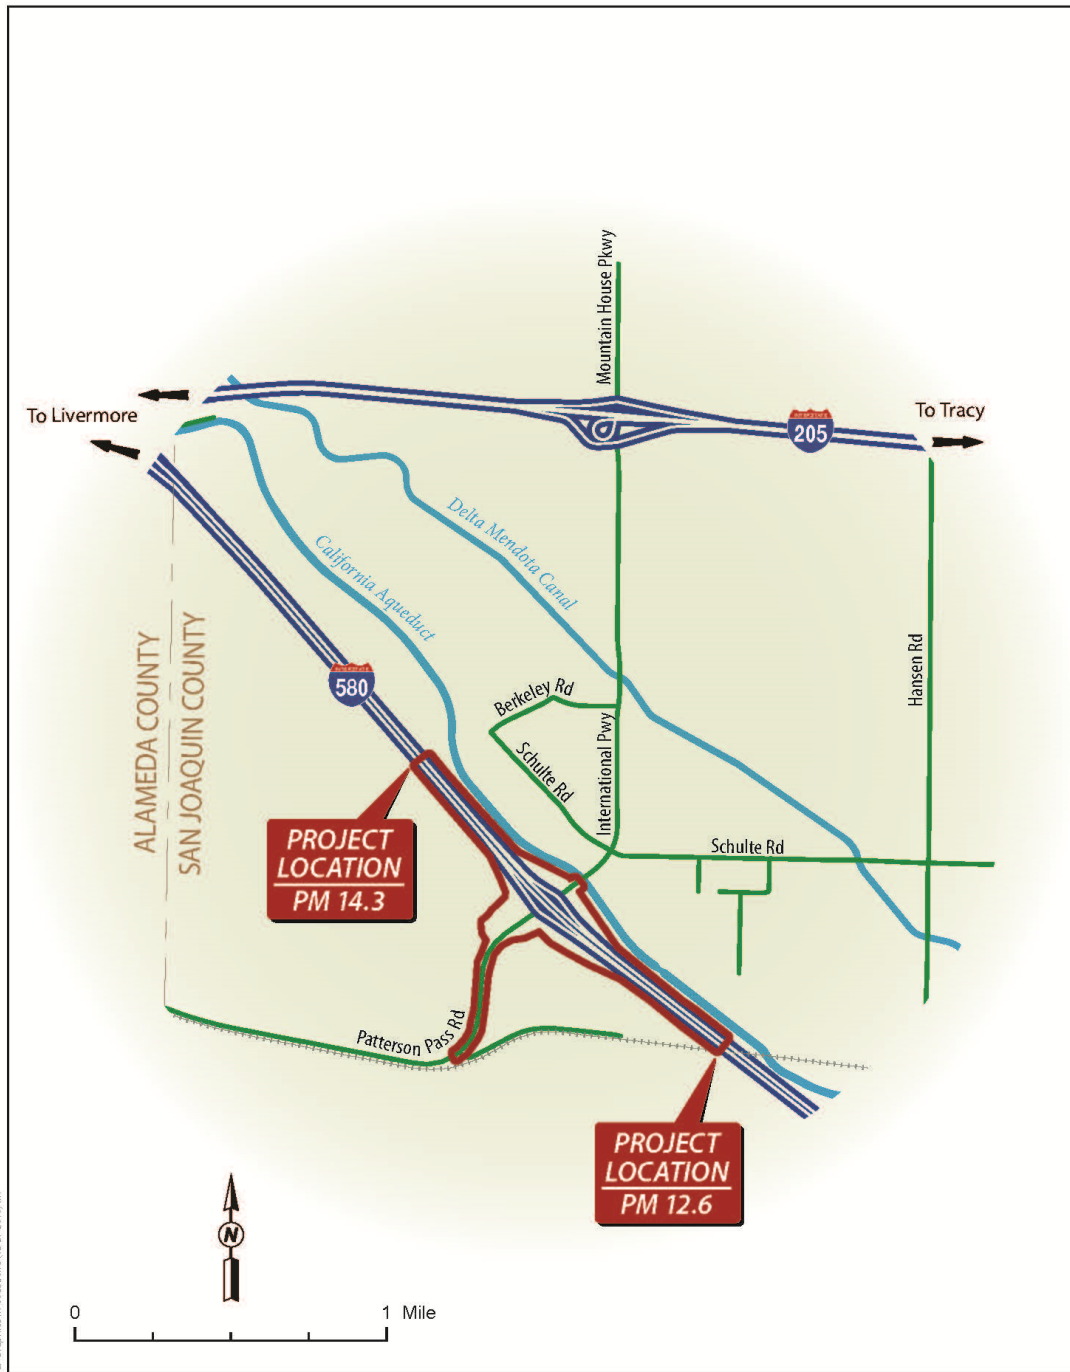 Mountain House Pkwy
To Livermore
To Tracy
205
Delta Mendota Canal
California Aqueduct
ALAMEDA COUNTY
SAN JOAQUIN COUNTY
580
Berkeley Rd
Schulte Rd
International Pwy
Hansen Rd
Schulte Rd
PROJECT
LOCATION
PM 14.3
Patterson Pass Rd
PROJECT
LOCATION
PM 12.6
N
0 1 Mile